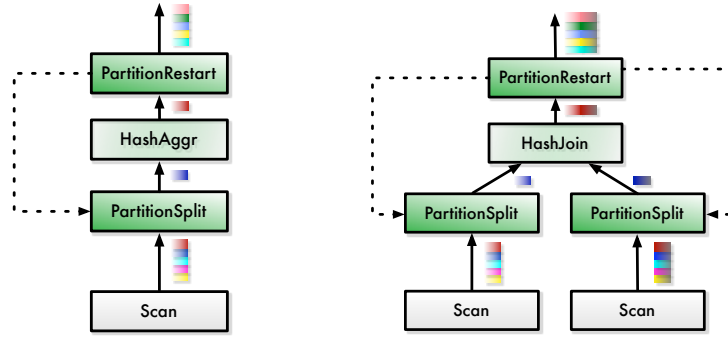 PartitionRestart
HashAggr
PartitionSplit
Scan
PartitionRestart
HashJoin
PartitionSplit
PartitionSplit
Scan
Scan